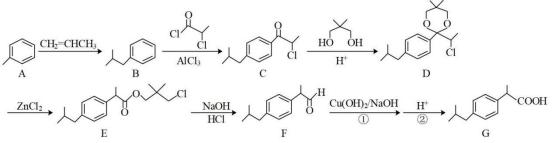 O
Cl
Cl
CH₂=CHCH₃
AlCl₃
O
Cl
HO OH
H⁺
O O
Cl
A B C D
ZnCl₂
O
O
Cl
NaOH
HCl
H
O
Cu(OH)₂/NaOH
①
H⁺
②
COOH
E F G